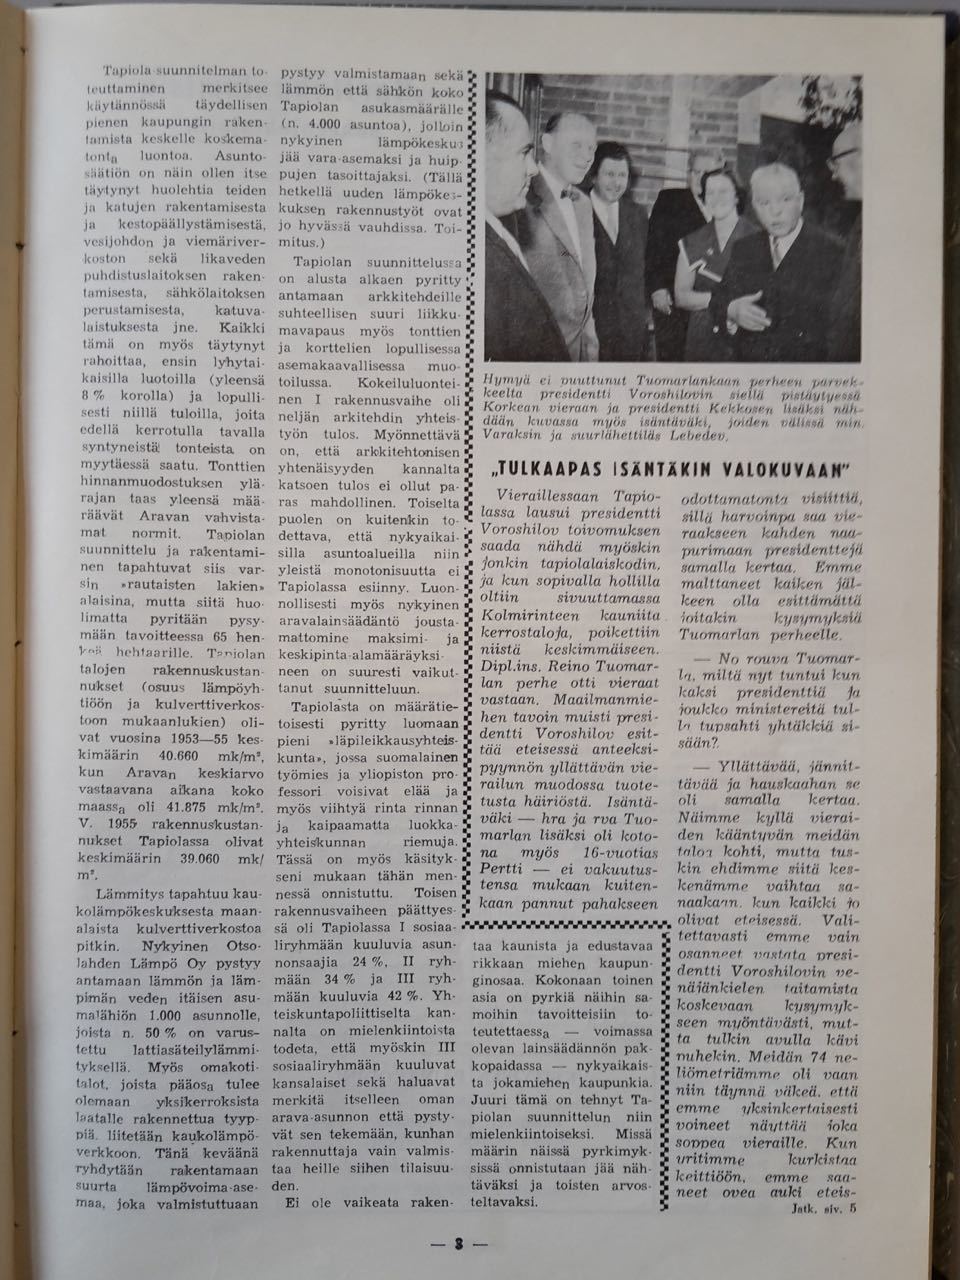 Tapiola suunnitelman to-
teuttaminen merkitsee
käytännössä täydellisen
pienen kaupungin raken-
tamista keskelle koskema-
tonta luontoa. Asunto-
säätiön on näin ollen itse
täytynyt huolehtia teiden
ja katujen rakentamisesta
ja kestopäällystämisestä,
vesijohdon ja viemäriver-
koston sekä likaveden
puhdistuslaitoksen raken-
tamisesta, sähkölaitoksen
perustamisesta, katuva-
laistuksesta jne. Kaikki
tämä on myös täytynyt
rahoittaa, ensin lyhytai-
kaisilla luotoilla (yleensä
8 % korolla) ja lopulli-
sesti niillä tuloilla, joita
edellä kerrotulla tavalla
syntyneistä tonteista on
myytäessä saatu. Tonttien
hinnanmuodostuksen ylä-
rajan taas yleensä mää-
räävät Aravan vahvista-
mat normit. Tapiolan
suunnittelu ja rakentami-
nen tapahtuvat siis var-
sin »rautaisten lakien»
alaisina, mutta siitä huo-
limatta pyritään pysy-
mään tavoitteessa 65 hen-
keä hehtaarille. Tapiolan
talojen rakennuskustan-
nukset (osuus lämpöyh-
tiöön ja kulverttiverkos-
toon mukaanlukien) oli-
vat vuosina 1953—55 kes-
kimäärin 40.660 mk/m²,
kun Aravan keskiarvo
vastaavana aikana koko
maassa oli 41.875 mk/m².
V. 1955 rakennuskustan-
nukset Tapiolassa olivat
keskimäärin 39.060 mk/
m².
Lämmitys tapahtuu kau-
kolämpökeskuksesta maan-
alaista kulverttiverkostoa
pitkin. Nykyinen Otso-
lahden Lämpö Oy pystyy
antamaan lämmön ja läm-
pimän veden itäisen asu-
malähiön 1.000 asunnolle,
joista n. 50 % on varus-
tettu lattiasäteilylämmi-
tyksellä. Myös omakoti-
talot, joista pääosa tulee
olemaan yksikerroksista
laatalle rakennettua tyyp-
piä, liitetään kaukolämpö-
verkkoon. Tänä keväänä
ryhdytään rakentamaan
suurta lämpövoima-ase-
maa, joka valmistuttuaan
pystyy valmistamaan sekä
lämmön että sähkön koko
Tapiolan asukasmäärälle
(n. 4.000 asuntoa), jolloin
nykyinen lämpökeskus
jää vara-asemaksi ja huip-
pujen tasoittajaksi. (Tällä
hetkellä uuden lämpökes-
kuksen rakennustyöt ovat
jo hyvässä vauhdissa. Toi-
mitus.)
Tapiolan suunnittelussa
on alusta alkaen pyritty
antamaan arkkitehdeille
suhteellisen suuri liikku-
mavapaus myös tonttien
ja korttelien lopullisessa
asemakaavallisessa muo-
toilussa. Kokeiluluontei-
nen I rakennusvaihe oli
neljän arkitehdin yhteis-
työn tulos. Myönnettävä
on, että arkkitehtonisen
yhtenäisyyden kannalta
katsoen tulos ei ollut pa-
ras mahdollinen. Toiselta
puolen on kuitenkin to-
dettava, että nykyaikai-
silla asuntoalueilla niin
yleistä monotonisuutta ei
Tapiolassa esiinny. Luon-
nollisesti myös nykyinen
aravalainsäädäntö jousta-
mattomine maksimi- ja
keskipinta-alamääräyksi-
neen on suuresti vaikut-
tanut suunnitteluun.
Tapiolasta on määrätie-
toisesti pyritty luomaan
pieni »läpileikkausyhteis-
kunta», jossa suomalainen
työmies ja yliopiston pro-
fessori voisivat elää ja
myös viihtyä rinta rinnan
ja kaipaamatta luokka-
yhteiskunnan riemuja.
Tässä on myös käsityk-
seni mukaan tähän men-
nessä onnistuttu. Toisen
rakennusvaiheen päättyes-
sä oli Tapiolassa I sosiaa-
liryhmään kuuluvia asun-
nonsaajia 24 %, II ryh-
mään 34 % ja III ryh-
mään kuuluvia 42 %. Yh-
teiskuntapoliittiselta kan-
nalta on mielenkiintoista
todeta, että myöskin III
sosiaaliryhmään kuuluvat
kansalaiset sekä haluavat
merkitä itselleen oman
arava-asunnon että pysty-
vät sen tekemään, kunhan
rakennuttaja vain valmis-
taa heille siihen tilaisuu-
den.
Ei ole vaikeata raken-
taa kaunista ja edustavaa
rikkaan miehen kaupun-
ginosaa. Kokonaan toinen
asia on pyrkiä näihin sa-
moihin tavoitteisiin to-
teutettaessa — voimassa
olevan lainsäädännön pak-
kopaidassa — nykyaikais-
ta jokamiehen kaupunkia.
Juuri tämä on tehnyt Ta-
piolan suunnittelun niin
mielenkiintoiseksi. Missä
määrin näissä pyrkimyk-
sissä onnistutaan jää näh-
täväksi ja toisten arvos-
teltavaksi.
Hymyä ei puuttunut Tuomarlankaan perheen parvek-
keelta presidentti Voroshilovin siellä pistäytyessä
Korkean vieraan ja presidentti Kekkosen lisäksi näh-
dään kuvassa myös isäntäväki, joiden välissä min.
Varaksin ja suurlähettiläs Lebedev.
„TULKAAPAS ISÄNTÄKIN VALOKUVAAN"
Vieraillessaan Tapio-
lassa lausui presidentti
Voroshilov toivomuksen
saada nähdä myöskin
jonkin tapiolalaiskodin,
ja kun sopivalla hollilla
oltiin sivuuttamassa
Kolmirinteen kauniita
kerrostaloja, poikettiin
niistä keskimmäiseen.
Dipl.ins. Reino Tuomar-
lan perhe otti vieraat
vastaan. Maailmanmie-
hen tavoin muisti presi-
dentti Voroshilov esit-
tää eteisessä anteeksi-
pyynnön yllättävän vie-
railun muodossa tuote-
tusta häiriöstä. Isäntä-
väki — hra ja rva Tuo-
marlan lisäksi oli koto-
na myös 16-vuotias
Pertti — ei vakuutus-
tensa mukaan kuiten-
kaan pannut pahakseen
odottamatonta visiittiä,
sillä harvoinpa saa vie-
raakseen kahden naa-
purimaan presidenttejä
samalla kertaa. Emme
malttaneet kaiken jäl-
keen olla esittämättä
joitakin kysymyksiä
Tuomarlan perheelle.
— No rouva Tuomar-
la, miltä nyt tuntui kun
kaksi presidenttiä ja
joukko ministereitä tul-
la tupsahti yhtäkkiä si-
sään?
— Yllättävää, jännit-
tävää ja hauskaahan se
oli samalla kertaa.
Näimme kyllä vierai-
den kääntyvän meidän
taloa kohti, mutta tus-
kin ehdimme siitä kes-
kenämme vaihtaa sa-
naakaan, kun kaikki jo
olivat eteisessä. Vali-
tettavasti emme vain
osanneet vastata presi-
dentti Voroshilovin ve-
näjänkielen taitamista
koskevaan kysymyk-
seen myöntävästi, mut-
ta tulkin avulla kävi
puhekin. Meidän 74 ne-
liömetriämme oli vaan
niin täynnä väkeä, että
emme yksinkertaisesti
voineet näyttää joka
soppea vieraille. Kun
yritimme kurkistaa
keittiöön, emme saa-
neet ovea auki eteis-
Jatk. siv. 5
— 3 —